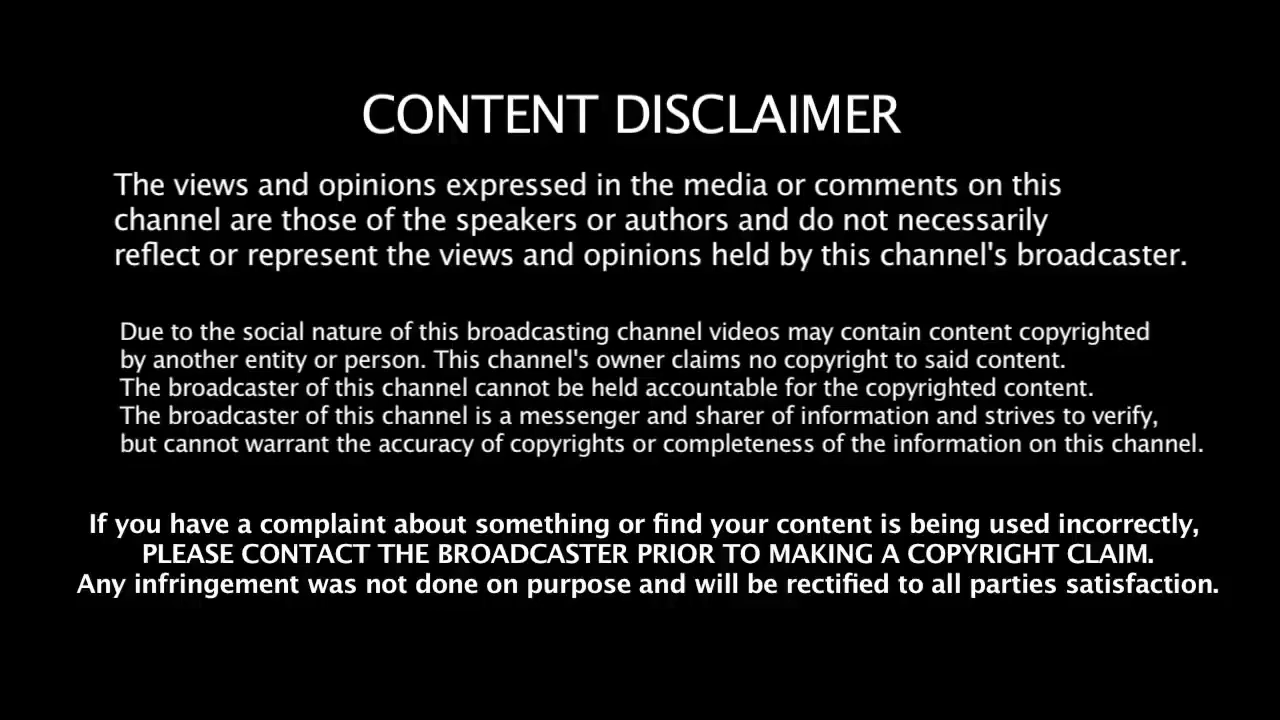 CONTENT DISCLAIMER
The views and opinions expressed in the media or comments on this
channel are those of the speakers or authors and do not necessarily
reflect or represent the views and opinions held by this channel's broadcaster.
Due to the social nature of this broadcasting channel videos may contain content copyrighted
by another entity or person. This channel's owner claims no copyright to said content.
The broadcaster of this channel cannot be held accountable for the copyrighted content.
The broadcaster of this channel is a messenger and sharer of information and strives to verify,
but cannot warrant the accuracy of copyrights or completeness of the information on this channel.
If you have a complaint about something or find your content is being used incorrectly,
PLEASE CONTACT THE BROADCASTER PRIOR TO MAKING A COPYRIGHT CLAIM.
Any infringement was not done on purpose and will be rectified to all parties satisfaction.